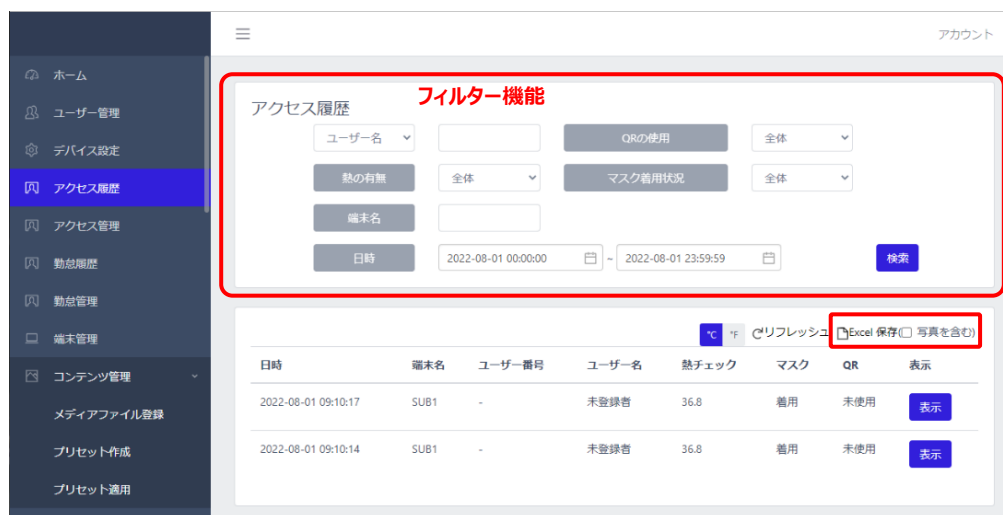 アカウント
ホーム
ユーザー管理
デバイス設定
アクセス履歴
アクセス管理
勤怠履歴
勤怠管理
端末管理
コンテンツ管理
メディアファイル登録
プリセット作成
プリセット適用
フィルター機能
アクセス履歴
ユーザー名 QRの使用 全体
熱の有無 全体 マスク着用状況 全体
端末名
日時 2022-08-01 00:00:00 ~ 2022-08-01 23:59:59 検索
℃ °F リフレッシュ Excel 保存( 写真を含む)
日時 端末名 ユーザー番号 ユーザー名 熱チェック マスク QR 表示
2022-08-01 09:10:17 SUB1 - 未登録者 36.8 着用 未使用 表示
2022-08-01 09:10:14 SUB1 - 未登録者 36.8 着用 未使用 表示